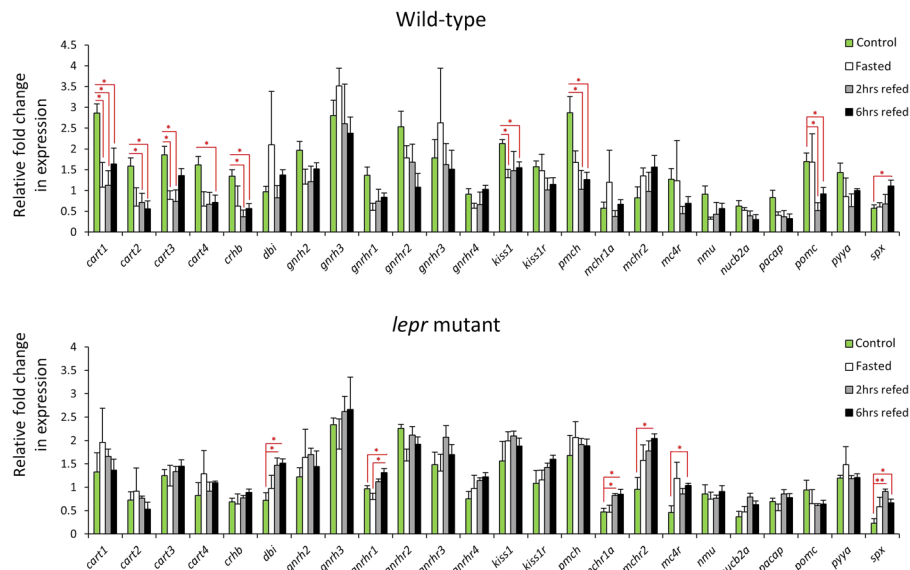 Wild-type
Relative fold change
in expression
4.5
4
3.5
3
2.5
2
1.5
1
0.5
0
Control
Fasted
2hrs refed
6hrs refed
* * * * * * * * * * * * * * * * * *
cart1 cart2 cart3 cart4 crhb dbi gnrh2 gnrh3 gnrhr1 gnrhr2 gnrhr3 gnrhr4 kiss1 kiss1r pmch mchr1a mchr2 mc4r nmu nucb2a pacap pomc pyya spx
lepr mutant
Relative fold change
in expression
4
3.5
3
2.5
2
1.5
1
0.5
0
Control
Fasted
2hrs refed
6hrs refed
* * * * * * * * * **
cart1 cart2 cart3 cart4 crhb dbi gnrh2 gnrh3 gnrhr1 gnrhr2 gnrhr3 gnrhr4 kiss1 kiss1r pmch mchr1a mchr2 mc4r nmu nucb2a pacap pomc pyya spx